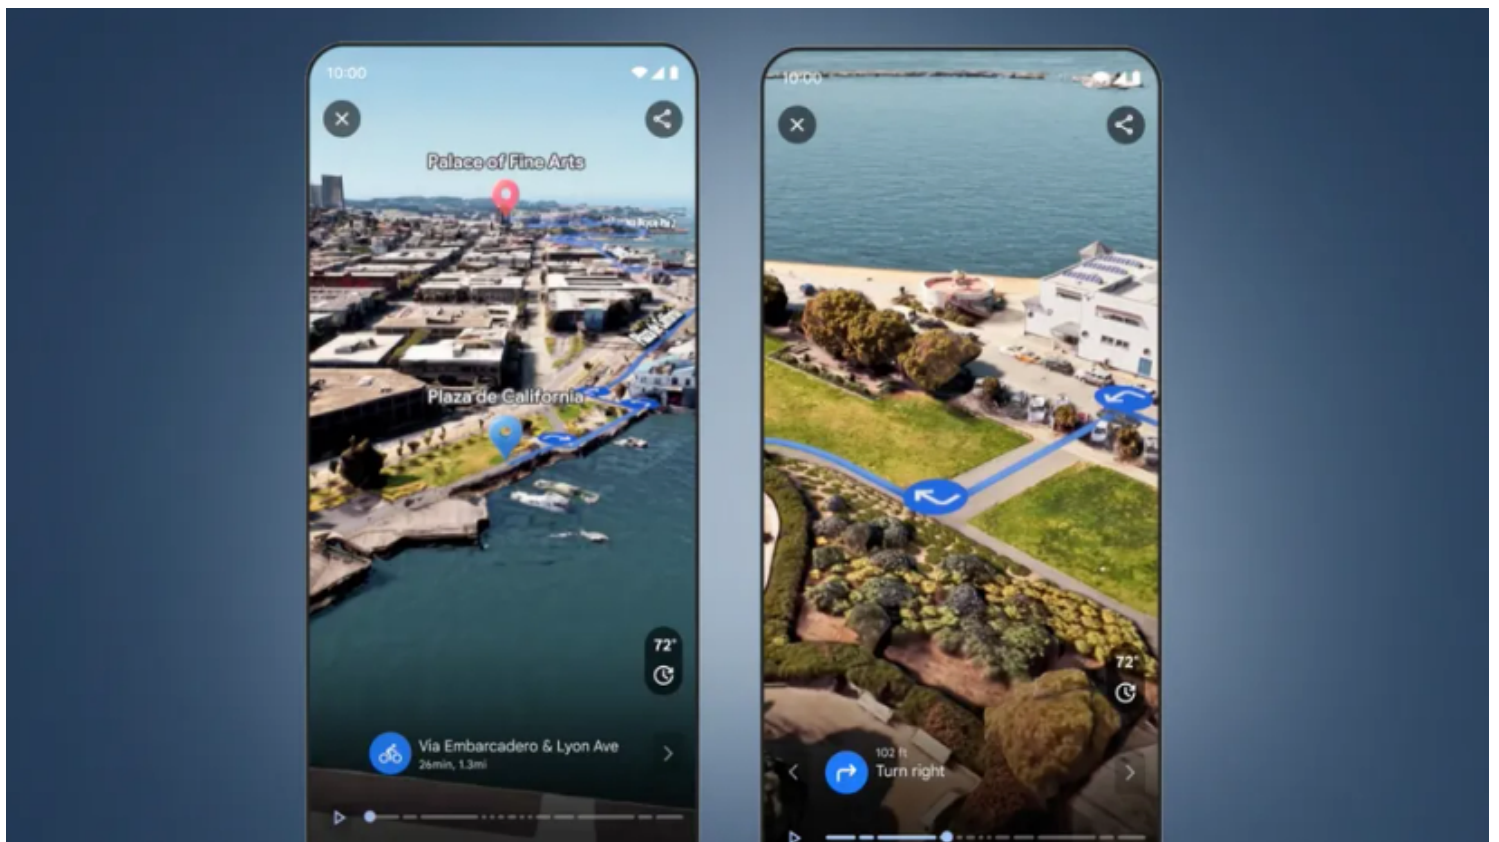 10:00
Palace of Fine Arts
Plaza de California
72°
Via Embarcadero & Lyon Ave
26min, 1.3mi
10:00
72°
102 ft
Turn right